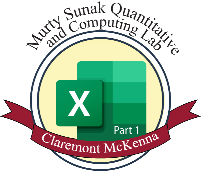 Murty Sunak Quantitative
and Computing Lab
X
Part 1
Claremont McKenna